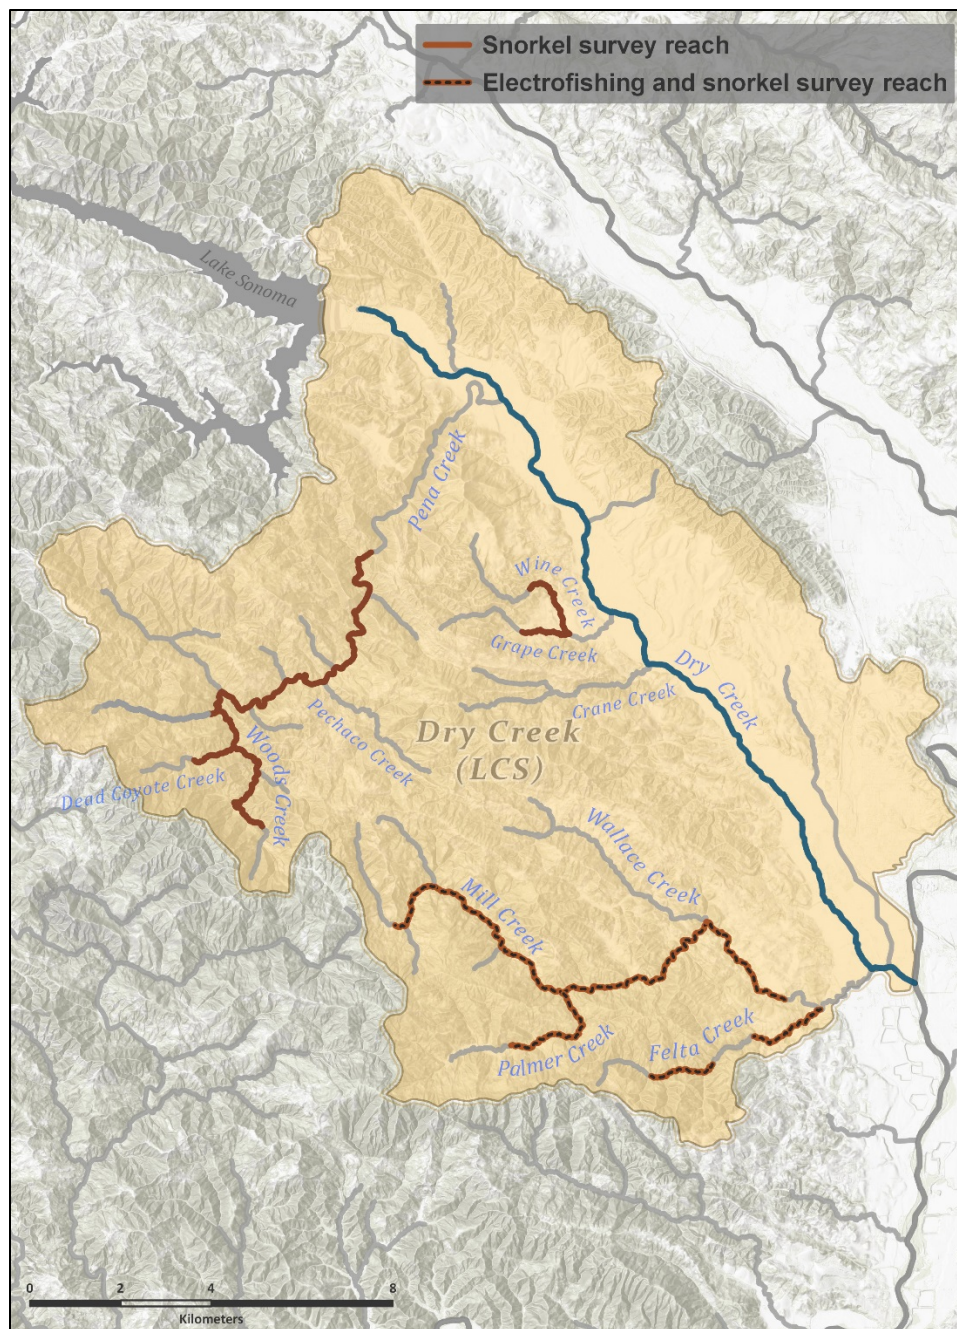 Snorkel survey reach
Electrofishing and snorkel survey reach
Lake Sonoma
Pena Creek
Wine Creek
Grape Creek
Dry Creek
Crane Creek
Pechaco Creek
Dry Creek
(LCS)
Woods Creek
Dead Coyote Creek
Wallace Creek
Mill Creek
Felta Creek
Palmer Creek
0 2 4 8
Kilometers